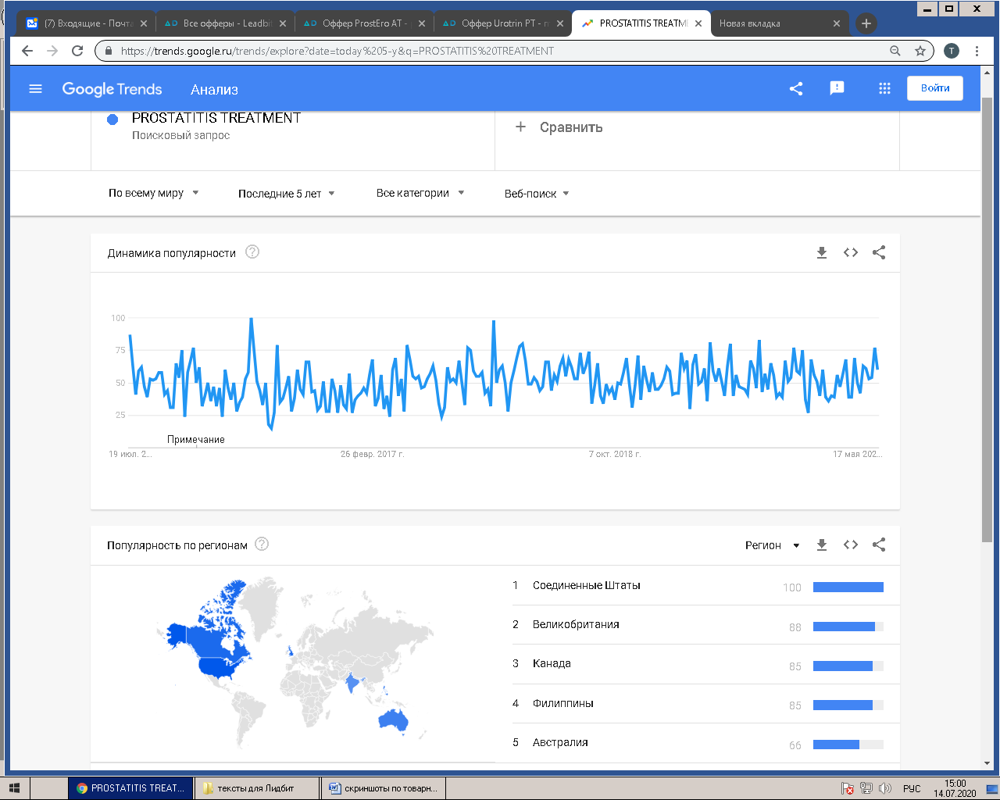 (7) Входящие - Почта
Все офферы - Leadbit
Оффер ProstEro AT -
Оффер Urotrin PT -
PROSTATITIS TREATM
Новая вкладка
https://trends.google.ru/trends/explore?date=today%205-y&q=PROSTATITIS%20TREATMENT
T
Google Trends
Анализ
Войти
PROSTATITIS TREATMENT
Поисковый запрос
+ Сравнить
По всему миру
Последние 5 лет
Все категории
Веб-поиск
Динамика популярности
100
75
50
25
Примечание
19 июл. 2...
26 февр. 2017 г.
7 окт. 2018 г.
17 мая 202...
Популярность по регионам
Регион
1 Соединенные Штаты 100
2 Великобритания 88
3 Канада 85
4 Филиппины 85
5 Австралия 66
PROSTATITIS TREAT...
тексты для Лидбит
скриншоты по товарн...
РУС
15:00
14.07.2020